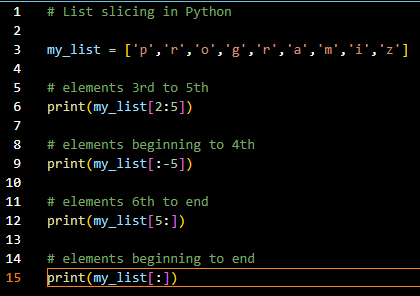 1 # List slicing in Python
2
3 my_list = ['p','r','o','g','r','a','m','i','z']
4
5 # elements 3rd to 5th
6 print(my_list[2:5])
7
8 # elements beginning to 4th
9 print(my_list[:-5])
10
11 # elements 6th to end
12 print(my_list[5:])
13
14 # elements beginning to end
15 print(my_list[:])